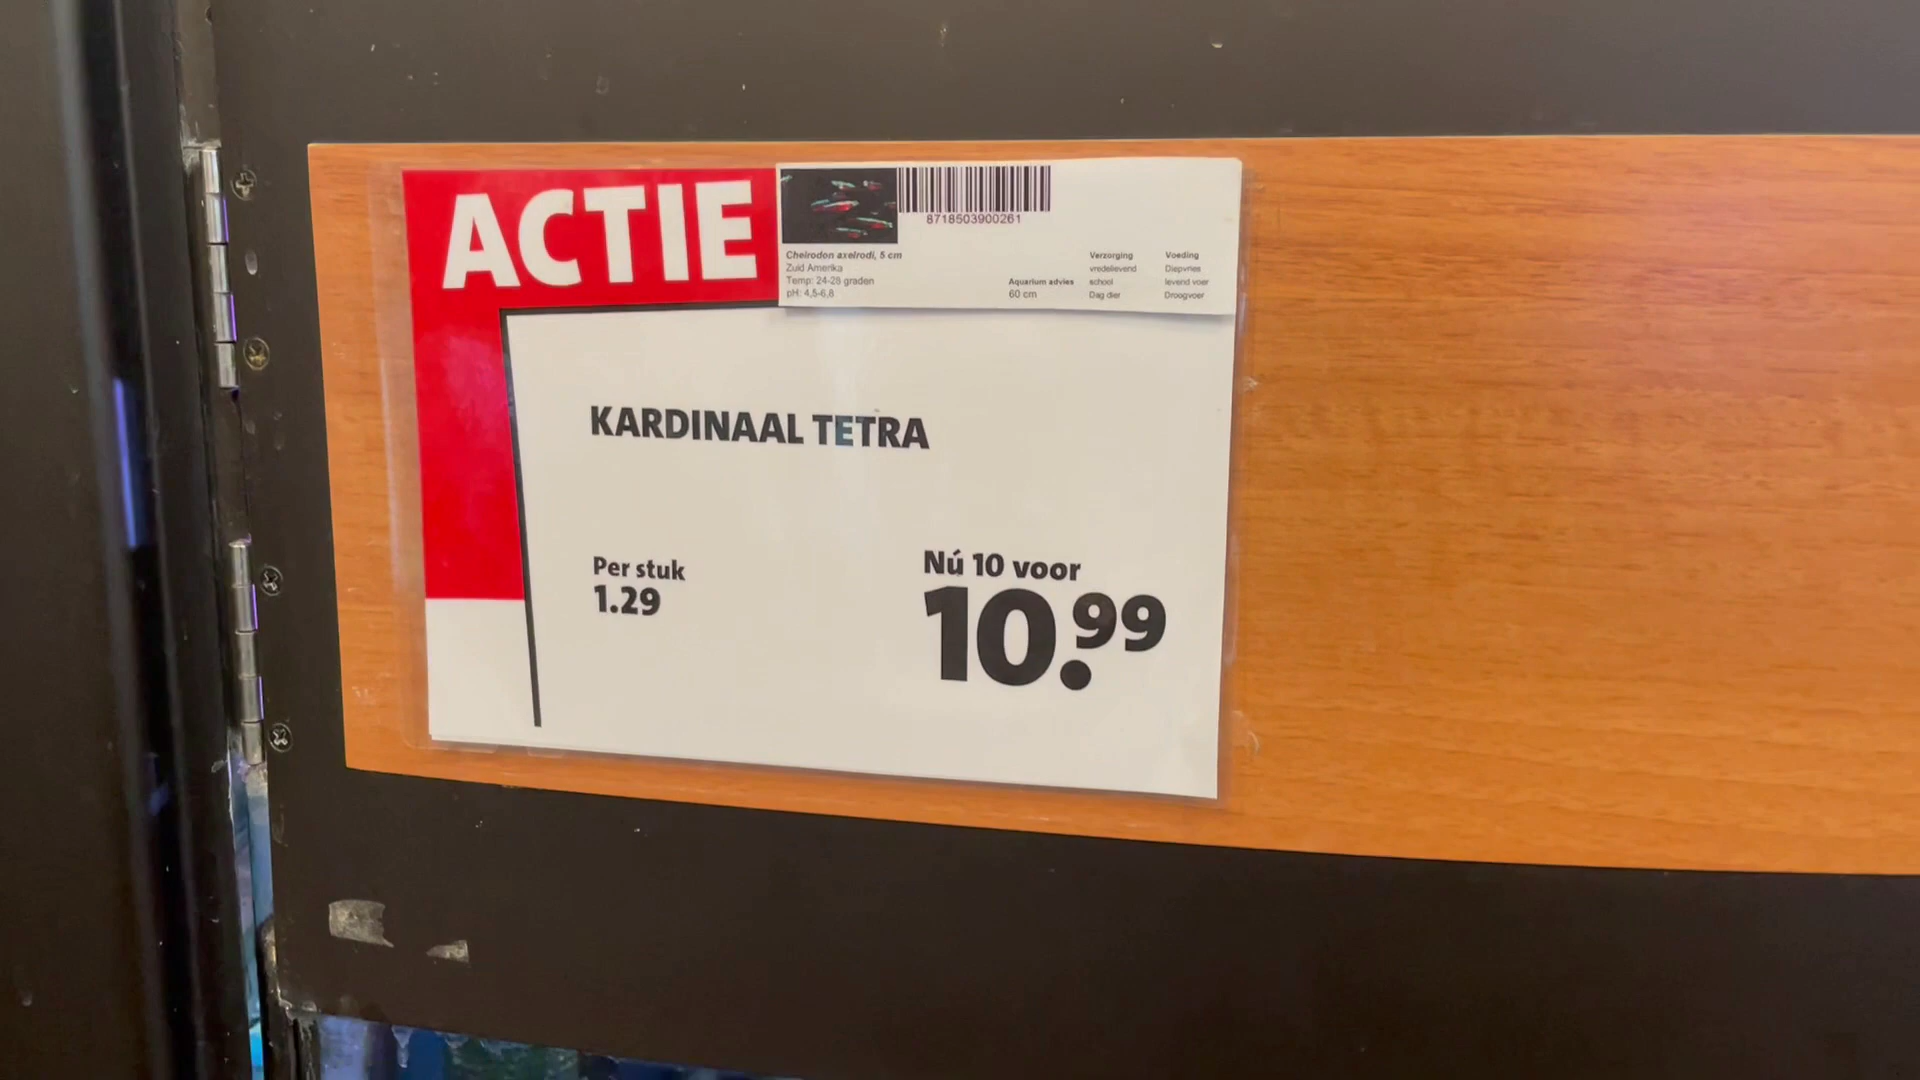 ACTIE
8718503900261
Cheirodon axelrodi, 5 cm
Zuid Amerika
Temp: 24-28 graden
pH: 4,5-6,8
Aquarium advies
60 cm
Verzorging
vredelievend
school
Dag dier
Voeding
Diepvries
levend voer
Droogvoer
KARDINAAL TETRA
Per stuk
1.29
Nú 10 voor
10.99